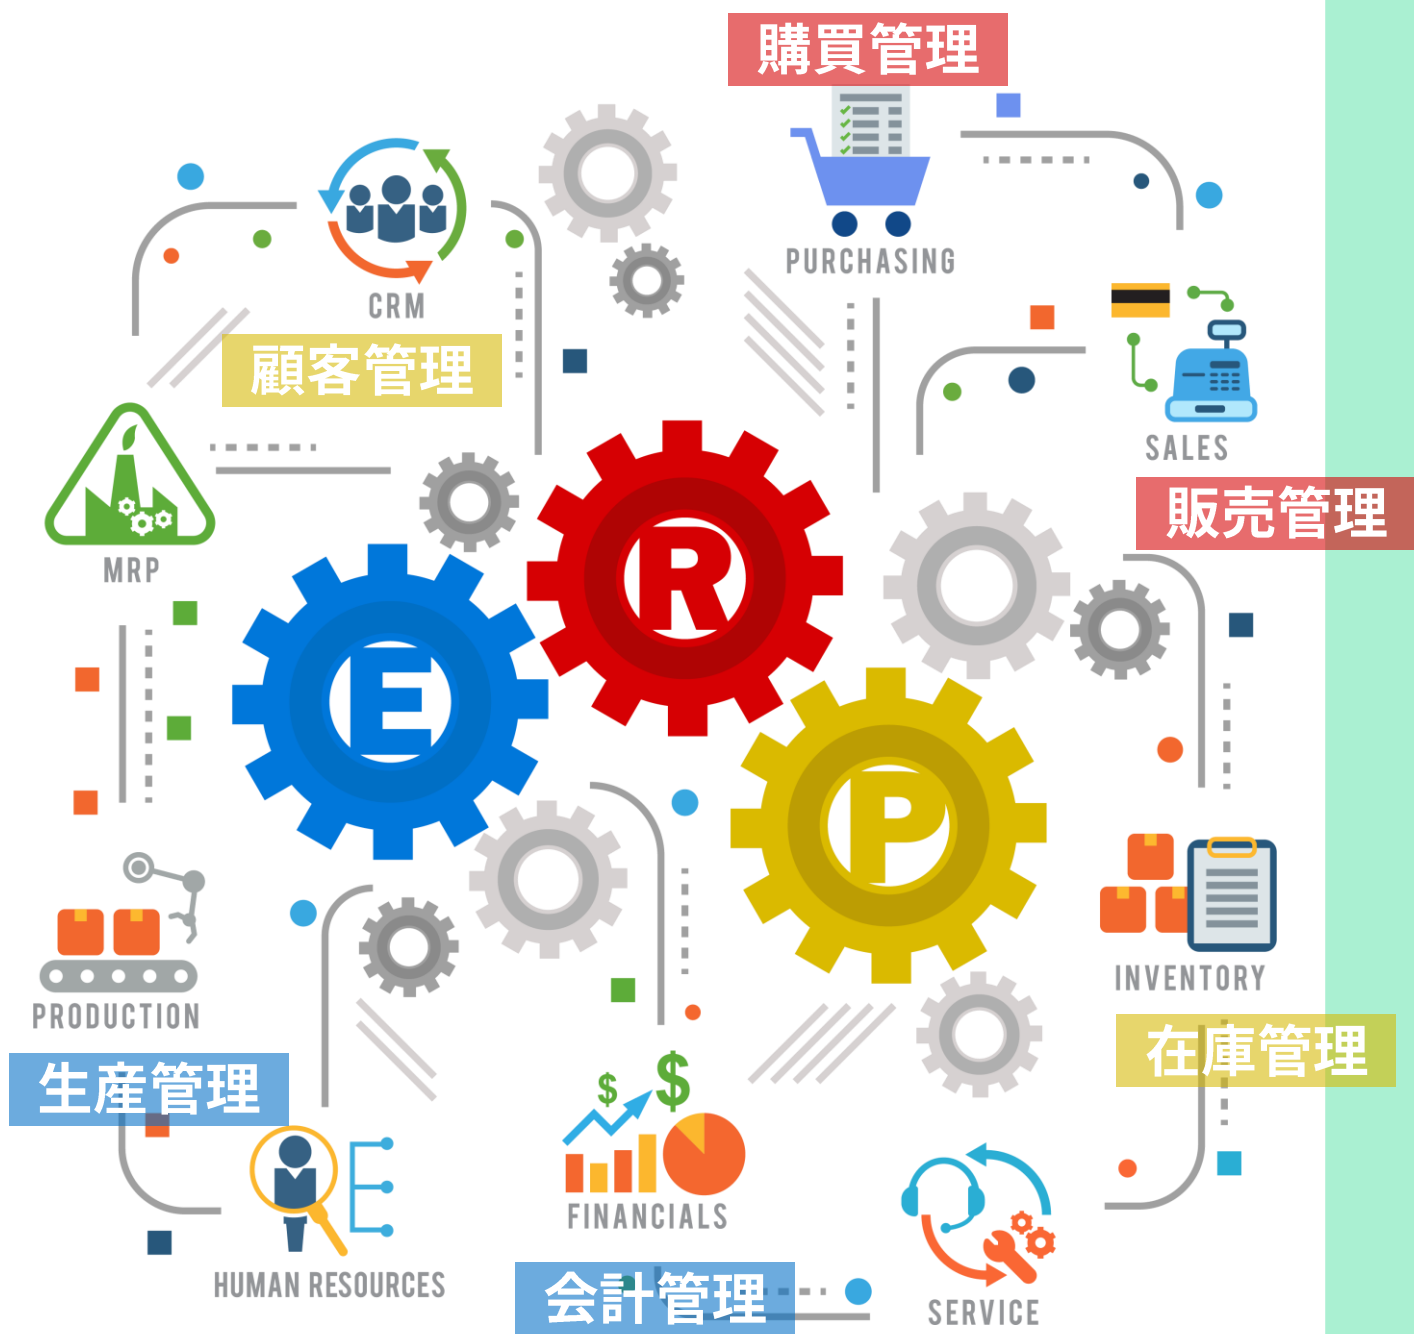 購買管理
PURCHASING
CRM
顧客管理
SALES
販売管理
MRP
E
R
P
PRODUCTION
生産管理
INVENTORY
在庫管理
HUMAN RESOURCES
$
$
FINANCIALS
会計管理
SERVICE